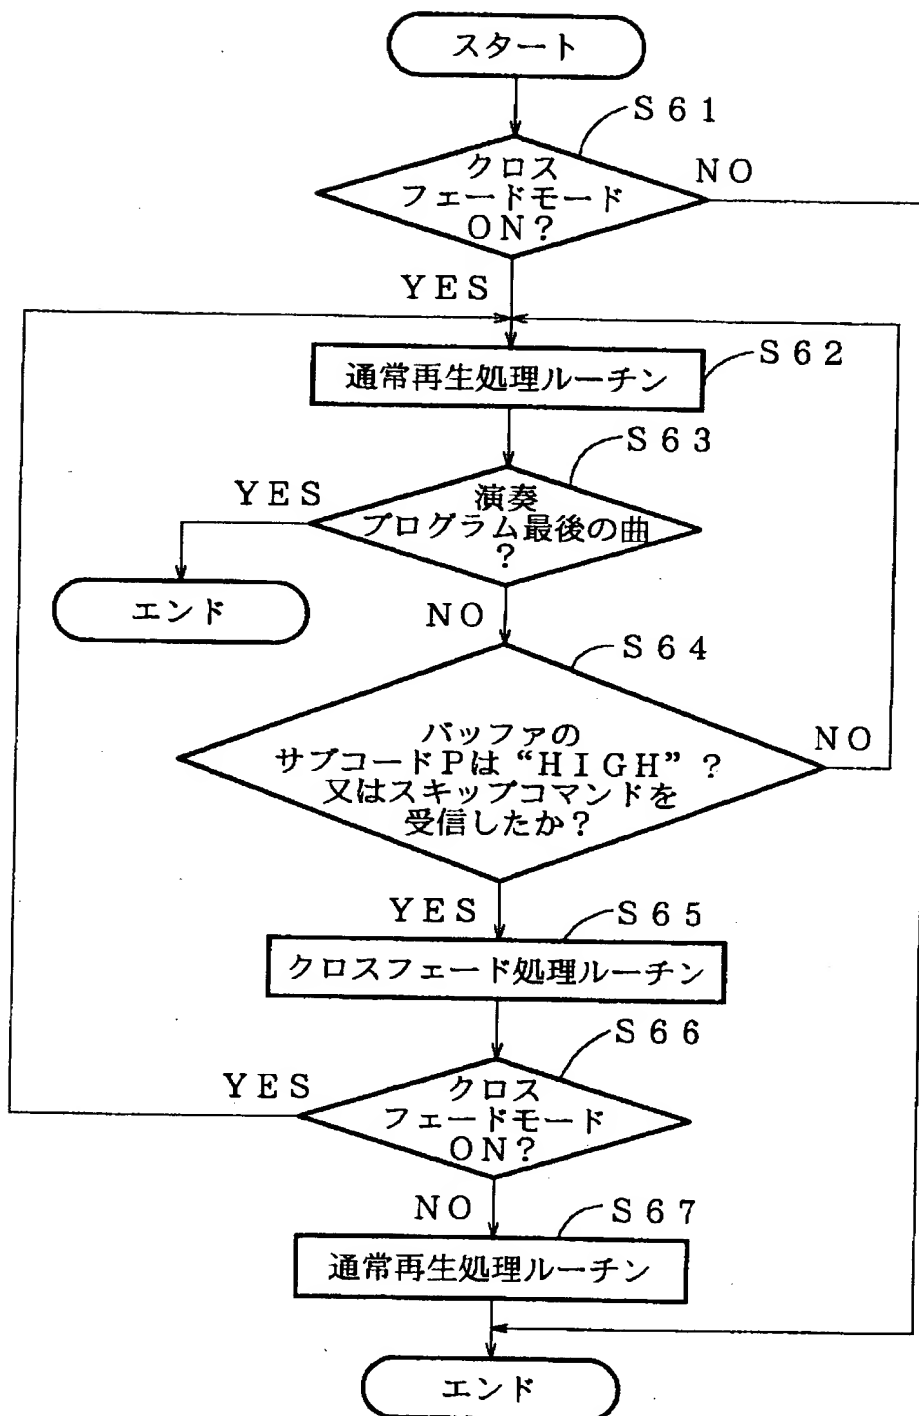 スタート
S61
クロス
フェードモード
ON?
NO
YES
通常再生処理ルーチン
S62
S63
演奏
プログラム最後の曲
?
YES
エンド
NO
S64
バッファの
サブコードPは“HIGH”?
又はスキップコマンドを
受信したか?
NO
YES
S65
クロスフェード処理ルーチン
S66
クロス
フェードモード
ON?
YES
NO
S67
通常再生処理ルーチン
エンド